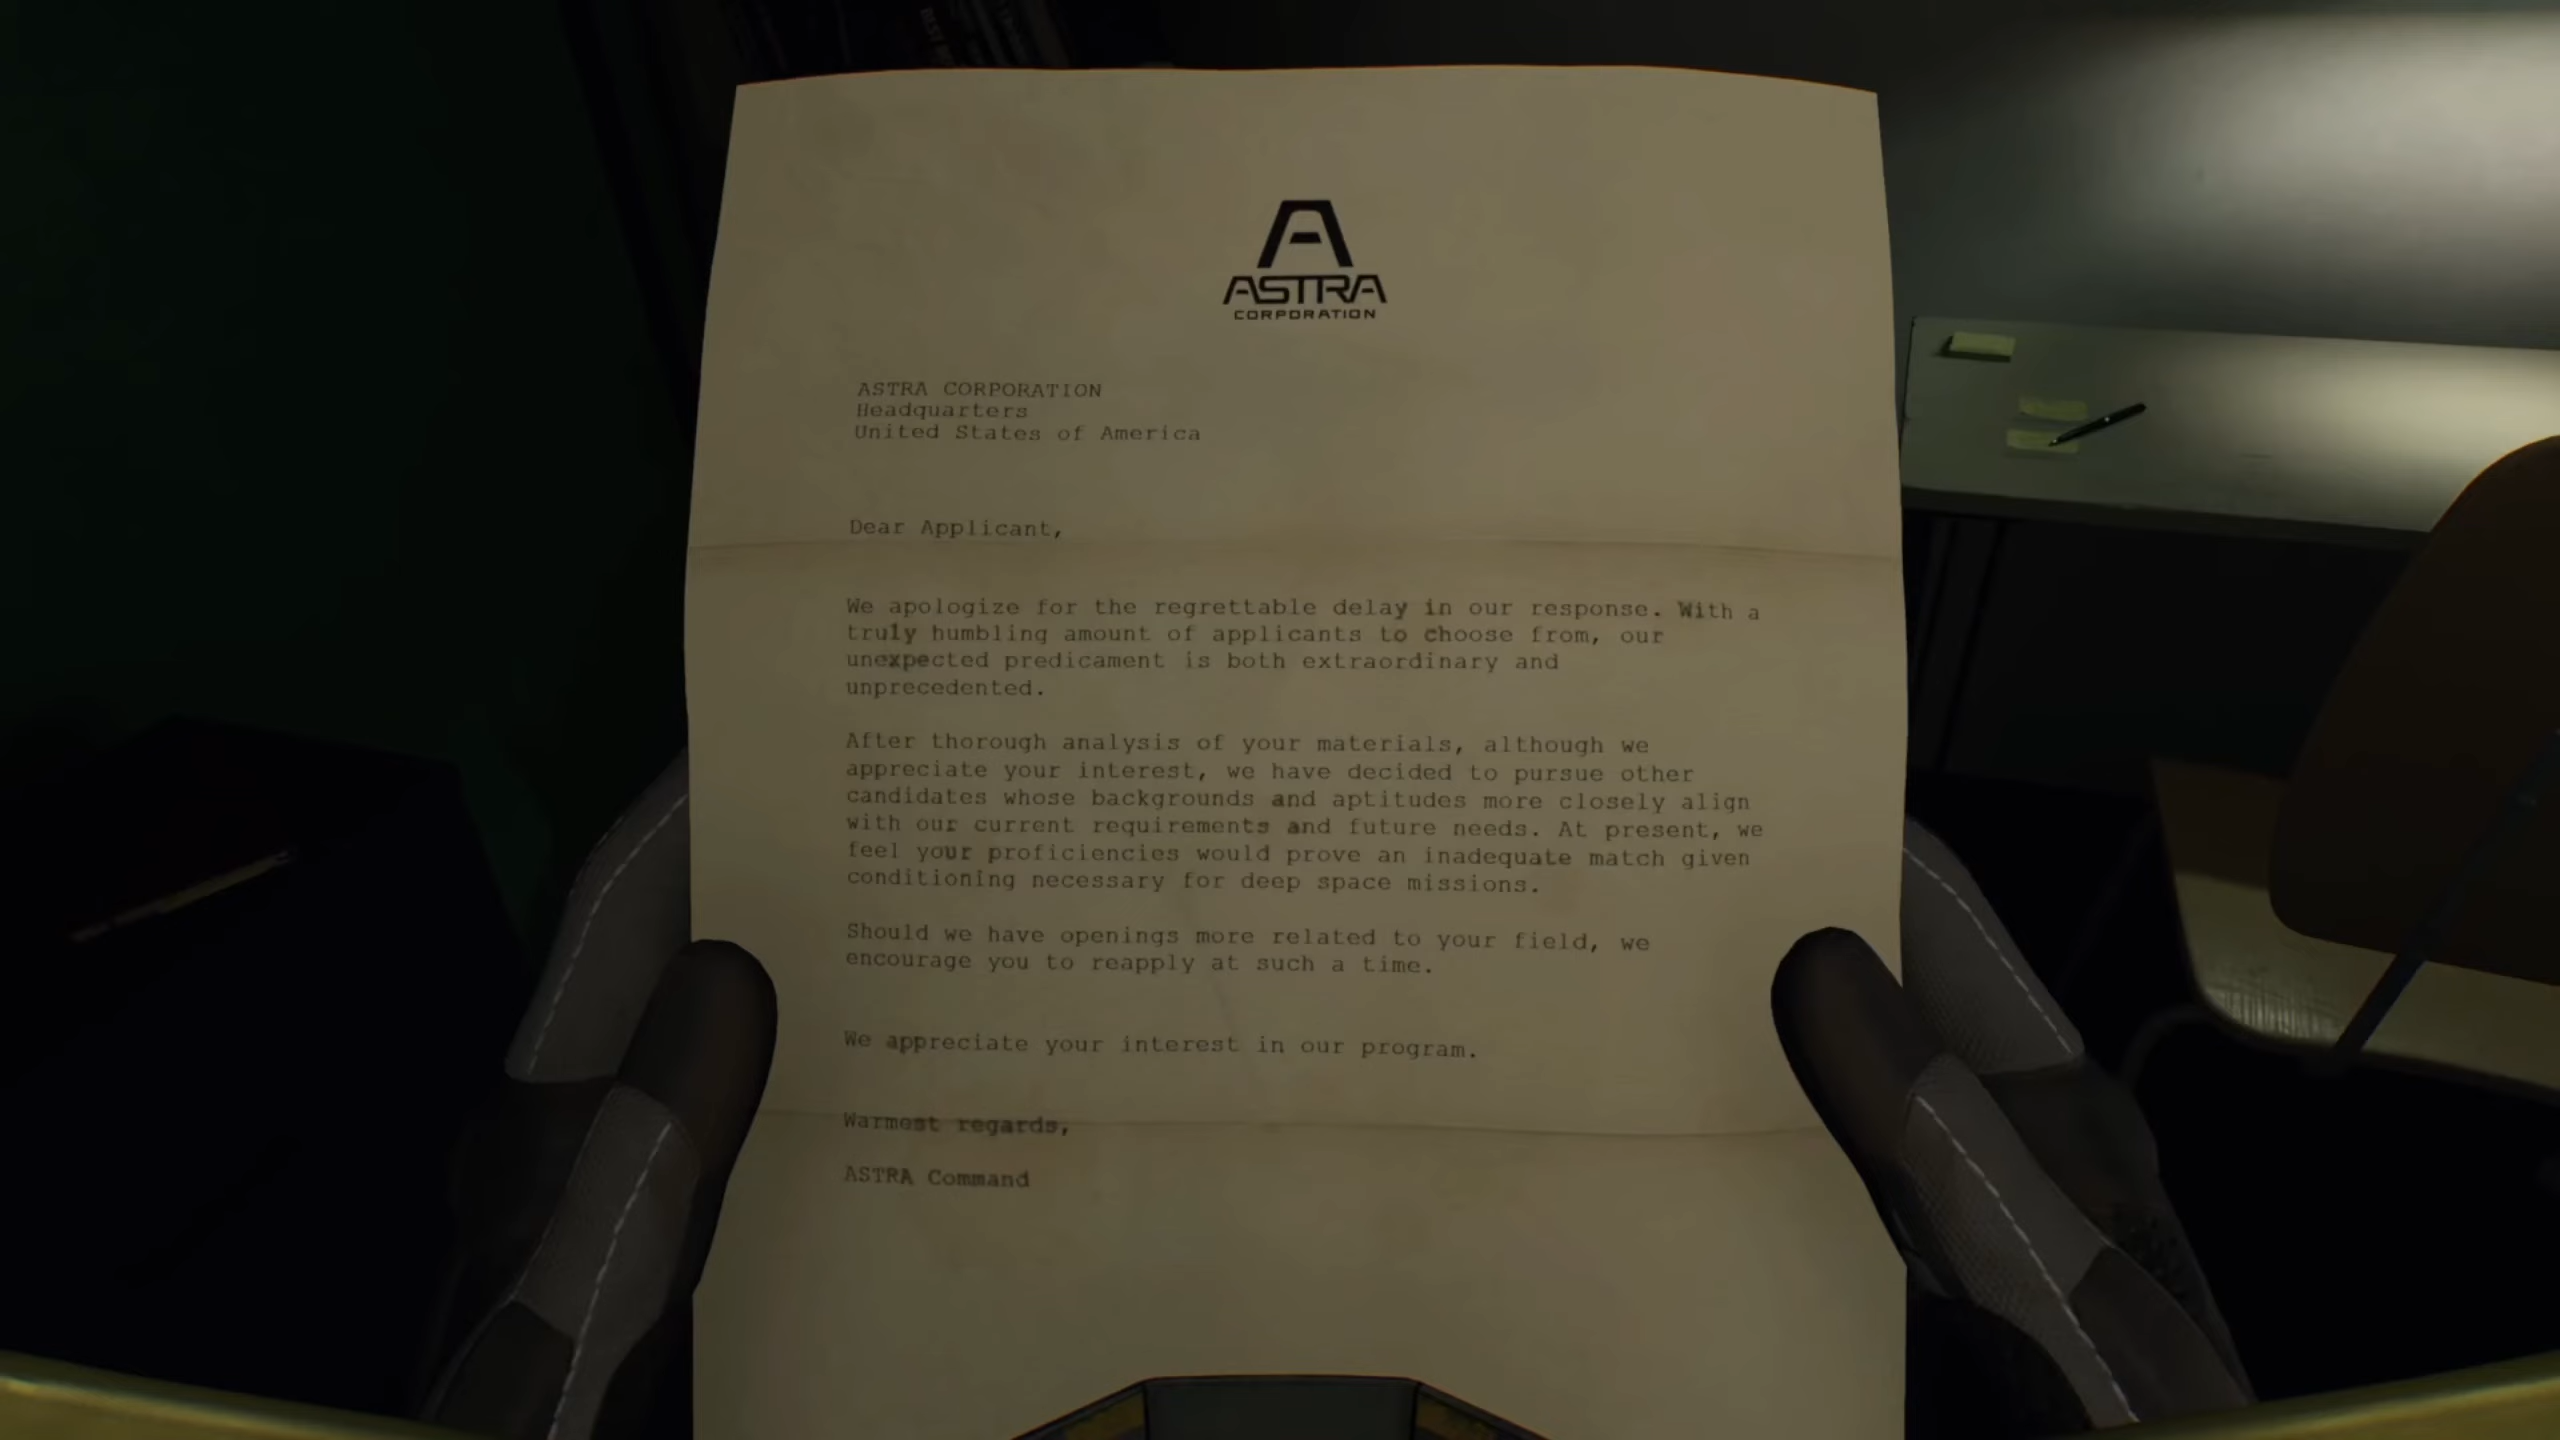 A
ASTRA
CORPORATION
ASTRA CORPORATION
Headquarters
United States of America
Dear Applicant,
We apologize for the regrettable delay in our response. With a
truly humbling amount of applicants to choose from, our
unexpected predicament is both extraordinary and
unprecedented.
After thorough analysis of your materials, although we
appreciate your interest, we have decided to pursue other
candidates whose backgrounds and aptitudes more closely align
with our current requirements and future needs. At present, we
feel your proficiencies would prove an inadequate match given
conditioning necessary for deep space missions.
Should we have openings more related to your field, we
encourage you to reapply at such a time.
We appreciate your interest in our program.
Warmest regards,
ASTRA Command